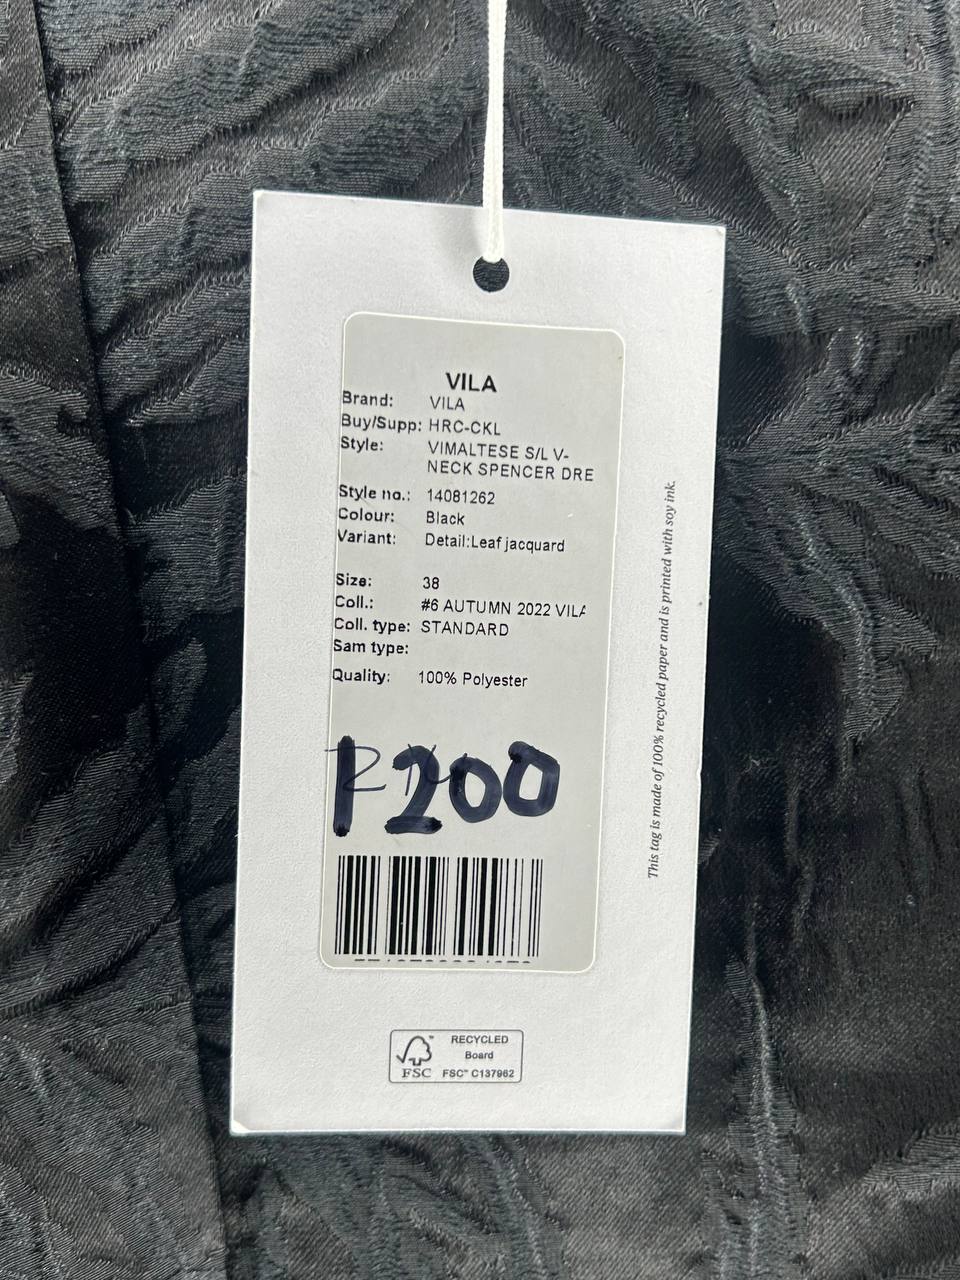 VILA
Brand: VILA
Buy/Supp: HRC-CKL
Style: VIMALTESE S/L V-
NECK SPENCER DRE
Style no.: 14081262
Colour: Black
Variant: Detail:Leaf jacquard
Size: 38
Coll.: #6 AUTUMN 2022 VILA
Coll. type: STANDARD
Sam type:
Quality: 100% Polyester
1200
This tag is made of 100% recycled paper and is printed with soy ink.
RECYCLED
Board
FSC™ C137962
FSC